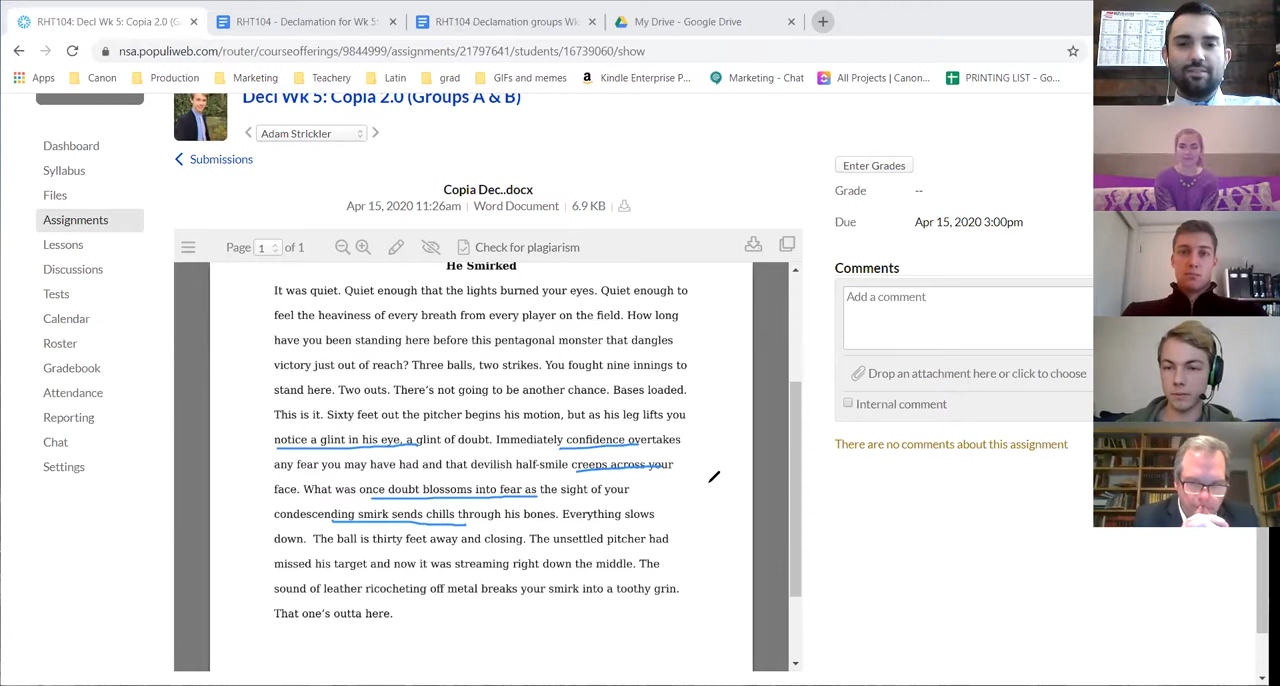 RHT104: Decl Wk 5: Copia 2.0 (G
RHT104 - Declamation for Wk 5:
RHT104 Declamation groups Wk
My Drive - Google Drive
nsa.populiweb.com/router/courseofferings/9844999/assignments/21797641/students/16739060/show
Apps Canon Production Marketing Teachery Latin grad GIFs and memes Kindle Enterprise P... Marketing - Chat All Projects | Canon... PRINTING LIST - Go...
Decl Wk 5: Copia 2.0 (Groups A & B)
Adam Strickler
Submissions
Dashboard
Syllabus
Files
Assignments
Lessons
Discussions
Tests
Calendar
Roster
Gradebook
Attendance
Reporting
Chat
Settings
Copia Dec..docx
Apr 15, 2020 11:26am Word Document 6.9 KB
Page 1 of 1 Check for plagiarism
He Smirked
It was quiet. Quiet enough that the lights burned your eyes. Quiet enough to
feel the heaviness of every breath from every player on the field. How long
have you been standing here before this pentagonal monster that dangles
victory just out of reach? Three balls, two strikes. You fought nine innings to
stand here. Two outs. There's not going to be another chance. Bases loaded.
This is it. Sixty feet out the pitcher begins his motion, but as his leg lifts you
notice a glint in his eye, a glint of doubt. Immediately confidence overtakes
any fear you may have had and that devilish half-smile creeps across your
face. What was once doubt blossoms into fear as the sight of your
condescending smirk sends chills through his bones. Everything slows
down.  The ball is thirty feet away and closing. The unsettled pitcher had
missed his target and now it was streaming right down the middle. The
sound of leather ricocheting off metal breaks your smirk into a toothy grin.
That one's outta here.
Enter Grades
Grade --
Due Apr 15, 2020 3:00pm
Comments
Add a comment
Drop an attachment here or click to choose
Internal comment
There are no comments about this assignment